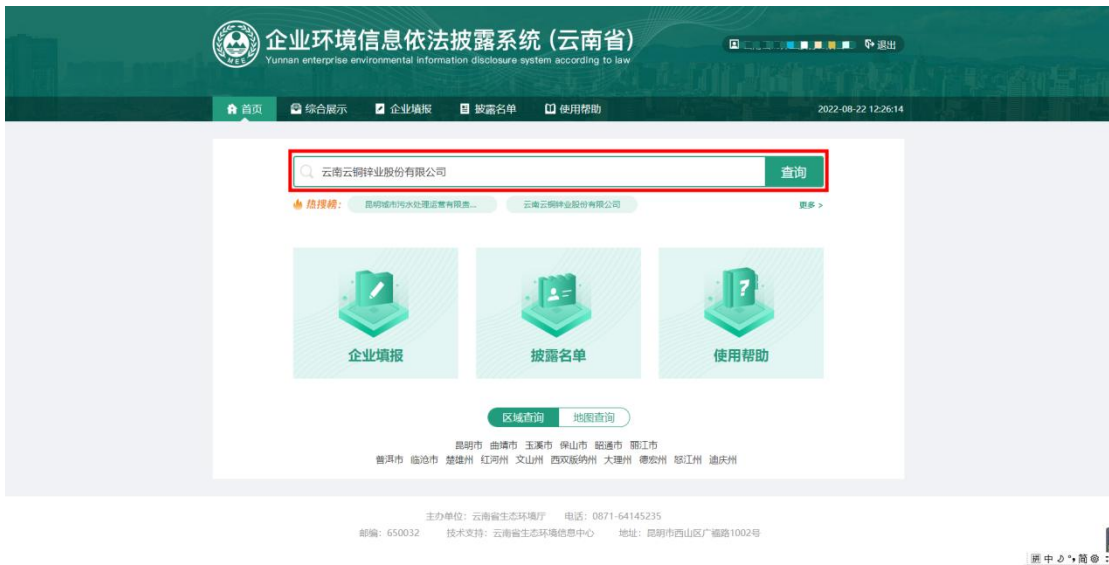 企业环境信息依法披露系统 (云南省)
Yunnan enterprise environmental information disclosure system according to law
退出
首页 综合展示 企业填报 披露名单 使用帮助 2022-08-22 12:26:14
云南云铜锌业股份有限公司 查询
热搜榜: 昆明城市污水处理运营有限责... 云南云铜锌业股份有限公司 更多 >
企业填报 披露名单 使用帮助
区域查询 地图查询
昆明市 曲靖市 玉溪市 保山市 昭通市 丽江市
普洱市 临沧市 楚雄州 红河州 文山州 西双版纳州 大理州 德宏州 怒江州 迪庆州
主办单位: 云南省生态环境厅 电话: 0871-64145235
邮编: 650032 技术支持: 云南省生态环境信息中心 地址: 昆明市西山区广福路1002号
中 简